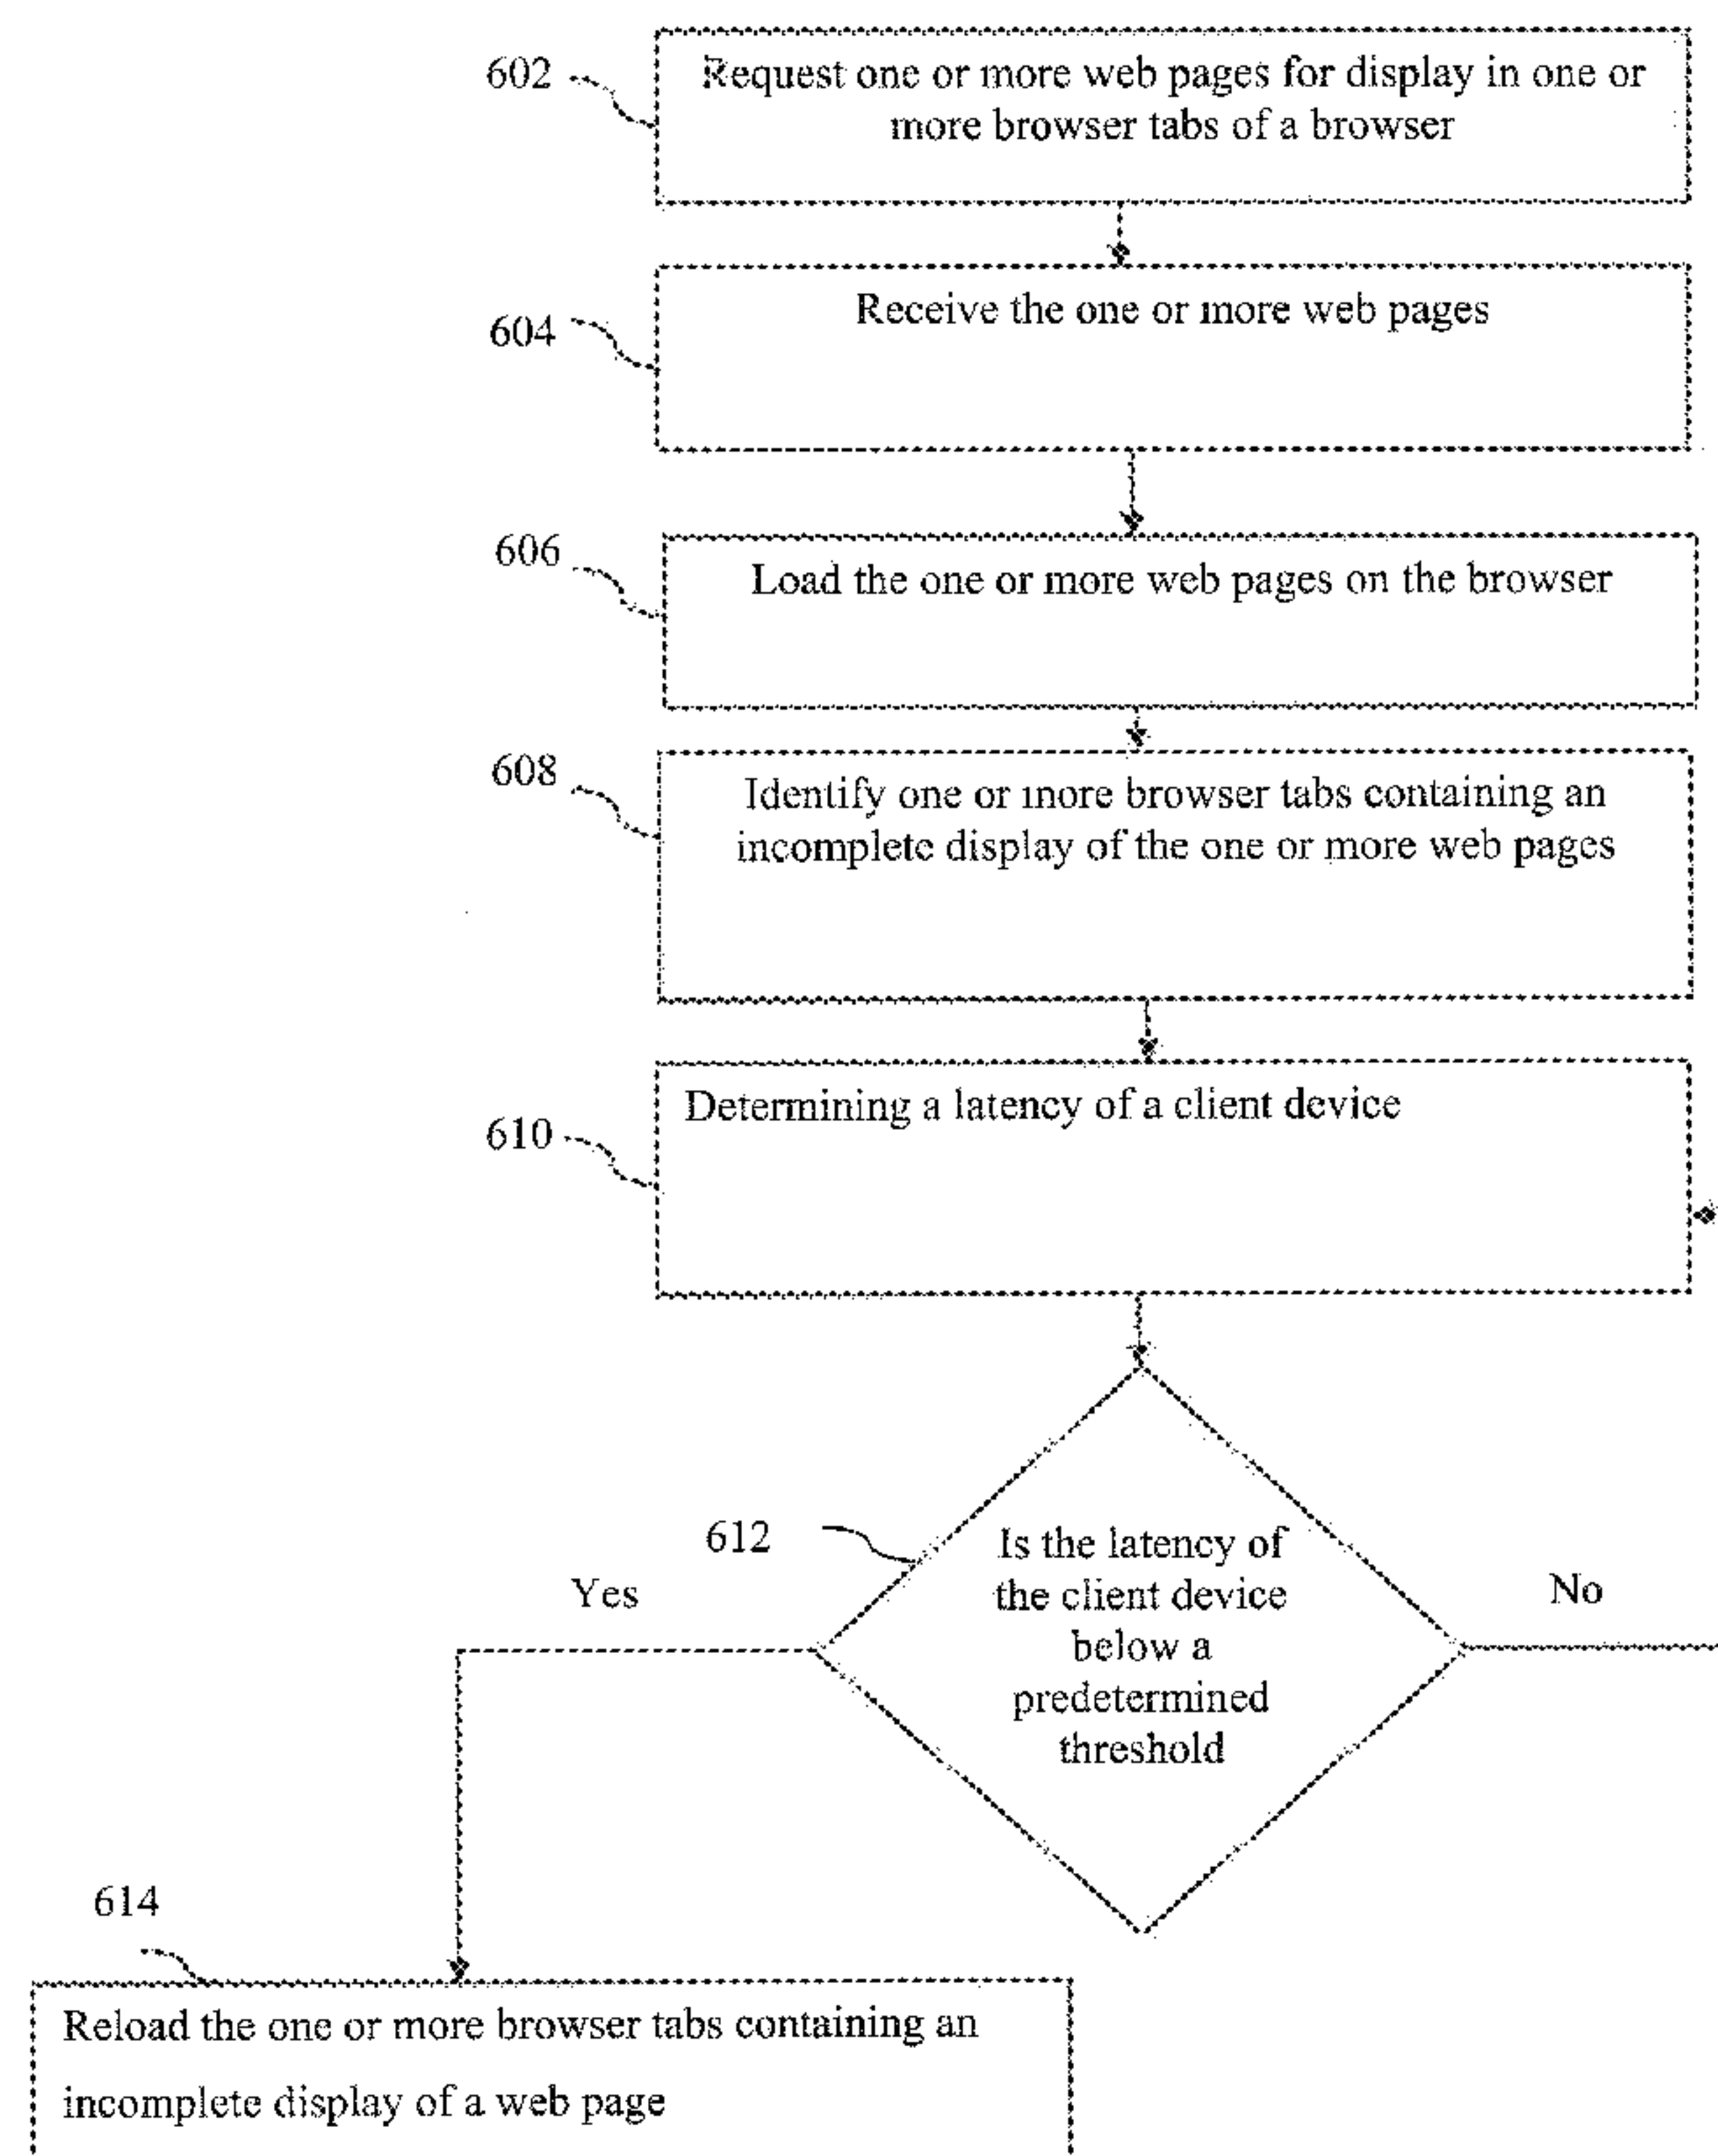 602
Request one or more web pages for display in one or
more browser tabs of a browser
604
Receive the one or more web pages
606
Load the one or more web pages on the browser
608
Identify one or more browser tabs containing an
incomplete display of the one or more web pages
610
Determining a latency of a client device
612
Is the latency of
the client device
below a
predetermined
threshold
Yes
No
614
Reload the one or more browser tabs containing an
incomplete display of a web page